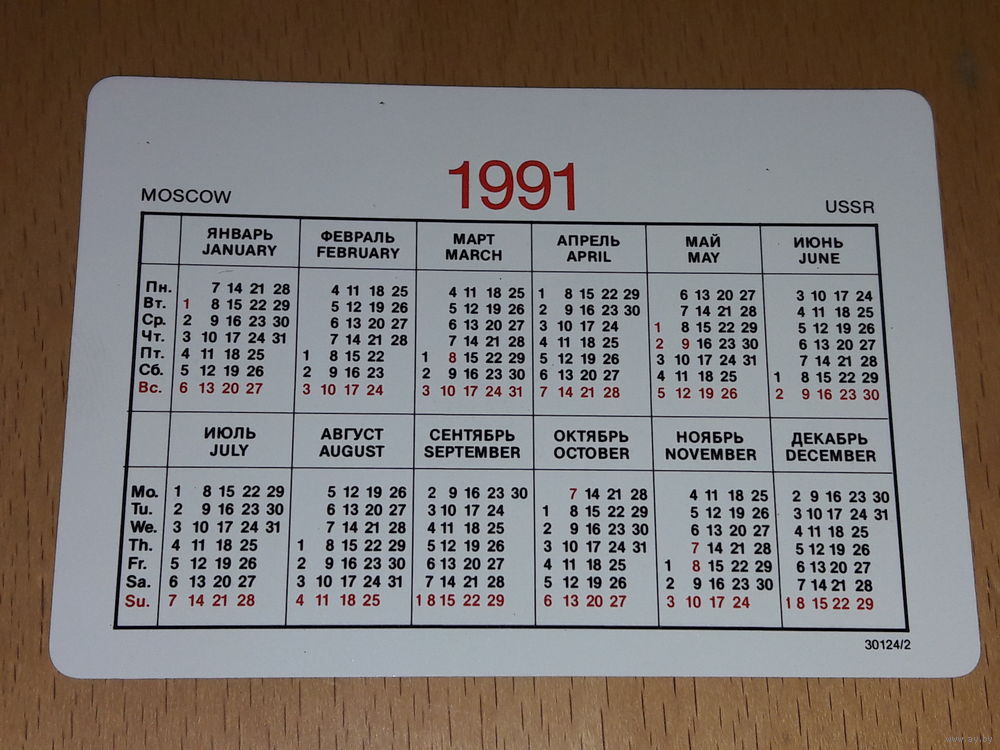 1991
MOSCOW USSR
ЯНВАРЬ ФЕВРАЛЬ МАРТ АПРЕЛЬ МАЙ ИЮНЬ
JANUARY FEBRUARY MARCH APRIL MAY JUNE
Пн. 7 14 21 28 4 11 18 25 4 11 18 25 1 8 15 22 29 6 13 20 27 3 10 17 24
Вт. 1 8 15 22 29 5 12 19 26 5 12 19 26 2 9 16 23 30 7 14 21 28 4 11 18 25
Ср. 2 9 16 23 30 6 13 20 27 6 13 20 27 3 10 17 24 1 8 15 22 29 5 12 19 26
Чт. 3 10 17 24 31 7 14 21 28 7 14 21 28 4 11 18 25 2 9 16 23 30 6 13 20 27
Пт. 4 11 18 25 1 8 15 22 1 8 15 22 29 5 12 19 26 3 10 17 24 31 7 14 21 28
Сб. 5 12 19 26 2 9 16 23 2 9 16 23 30 6 13 20 27 4 11 18 25 1 8 15 22 29
Вс. 6 13 20 27 3 10 17 24 3 10 17 24 31 7 14 21 28 5 12 19 26 2 9 16 23 30
ИЮЛЬ АВГУСТ СЕНТЯБРЬ ОКТЯБРЬ НОЯБРЬ ДЕКАБРЬ
JULY AUGUST SEPTEMBER OCTOBER NOVEMBER DECEMBER
Mo. 1 8 15 22 29 5 12 19 26 2 9 16 23 30 7 14 21 28 4 11 18 25 2 9 16 23 30
Tu. 2 9 16 23 30 6 13 20 27 3 10 17 24 1 8 15 22 29 5 12 19 26 3 10 17 24 31
We. 3 10 17 24 31 7 14 21 28 4 11 18 25 2 9 16 23 30 6 13 20 27 4 11 18 25
Th. 4 11 18 25 1 8 15 22 29 5 12 19 26 3 10 17 24 31 7 14 21 28 5 12 19 26
Fr. 5 12 19 26 2 9 16 23 30 6 13 20 27 4 11 18 25 1 8 15 22 29 6 13 20 27
Sa. 6 13 20 27 3 10 17 24 31 7 14 21 28 5 12 19 26 2 9 16 23 30 7 14 21 28
Su. 7 14 21 28 4 11 18 25 1 8 15 22 29 6 13 20 27 3 10 17 24 1 8 15 22 29
30124/2
www.ay.by